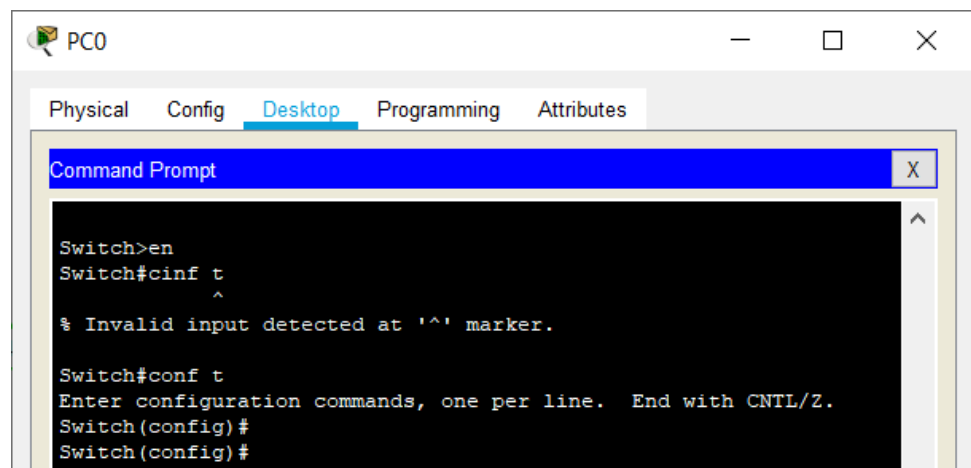 PC0
Physical Config Desktop Programming Attributes
Command Prompt X
Switch>en
Switch#cinf t
^
% Invalid input detected at '^' marker.
Switch#conf t
Enter configuration commands, one per line. End with CNTL/Z.
Switch(config)#
Switch(config)#